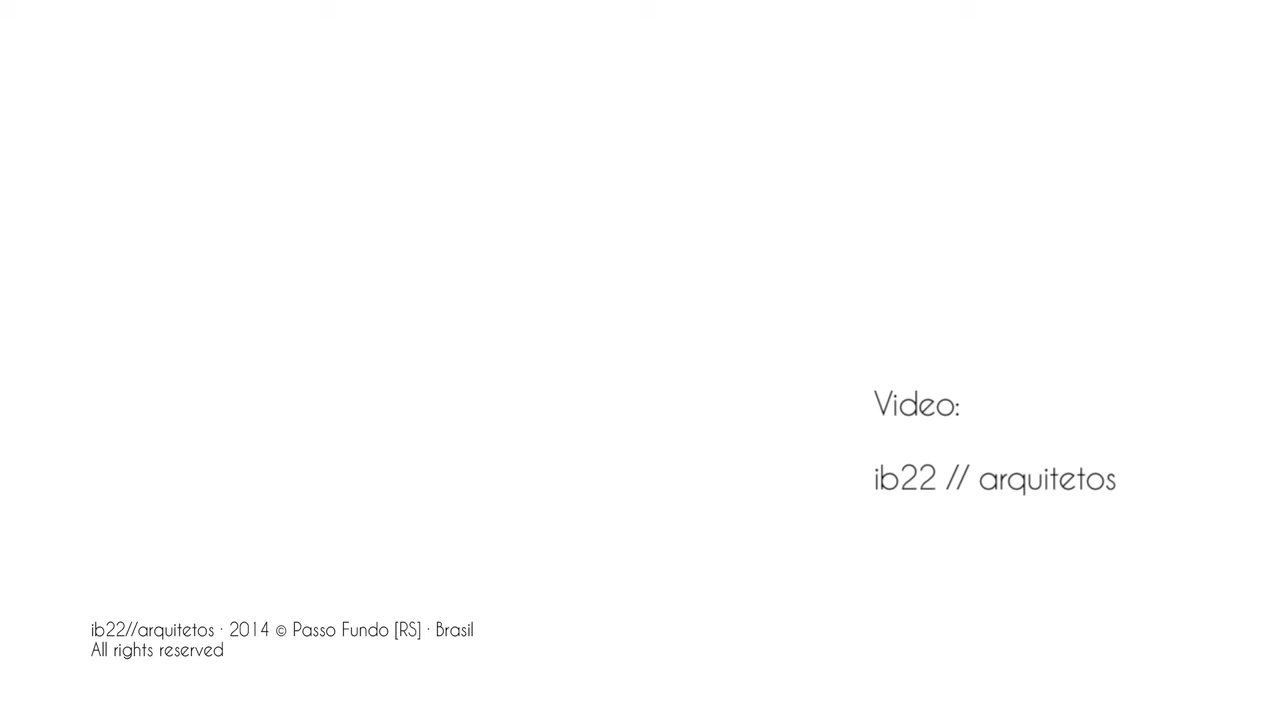 Video:
ib22 // arquitetos
ib22//arquitetos · 2014 © Passo Fundo [RS] · Brasil
All rights reserved